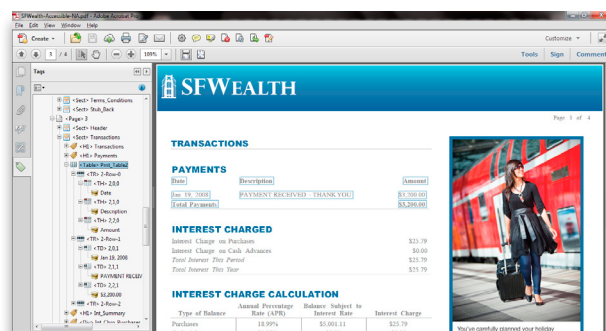 SFWealth-Accessible-NA.pdf - Adobe Acrobat Pro
File Edit View Window Help
Create
Customize
3 / 4
109%
Tools Sign Comment
Tags
<Sect> Terms_Conditions
<Sect> Stub_Back
<Page> 3
<Sect> Header
<Sect> Transactions
<H1> Transactions
<H1> Payments
<Table> Pmt_Table2
<TR> 2-Row-0
<TH> 2,0,0
Date
<TH> 2,1,0
Description
<TH> 2,2,0
Amount
<TR> 2-Row-1
<TD> 2,0,1
Jan 19, 2008
<TD> 2,1,1
PAYMENT RECEIV
<TD> 2,2,1
$3,200.00
<TR> 2-Row-2
<H1> Int_Summary
SFWEALTH
Page 3 of 4
TRANSACTIONS
PAYMENTS
Date Description Amount
Jan 19, 2008 PAYMENT RECEIVED - THANK YOU $3,200.00
Total Payments $3,200.00
INTEREST CHARGED
Interest Charge on Purchases $25.79
Interest Charge on Cash Advances $0.00
Total Interest This Period $25.79
Total Interest This Year $25.79
INTEREST CHARGE CALCULATION
Annual Percentage Balance Subject to
Type of Balance Rate (APR) Interest Rate Interest Charge
Purchases 18.99% $5,001.11 $25.79
You've carefully planned your holiday